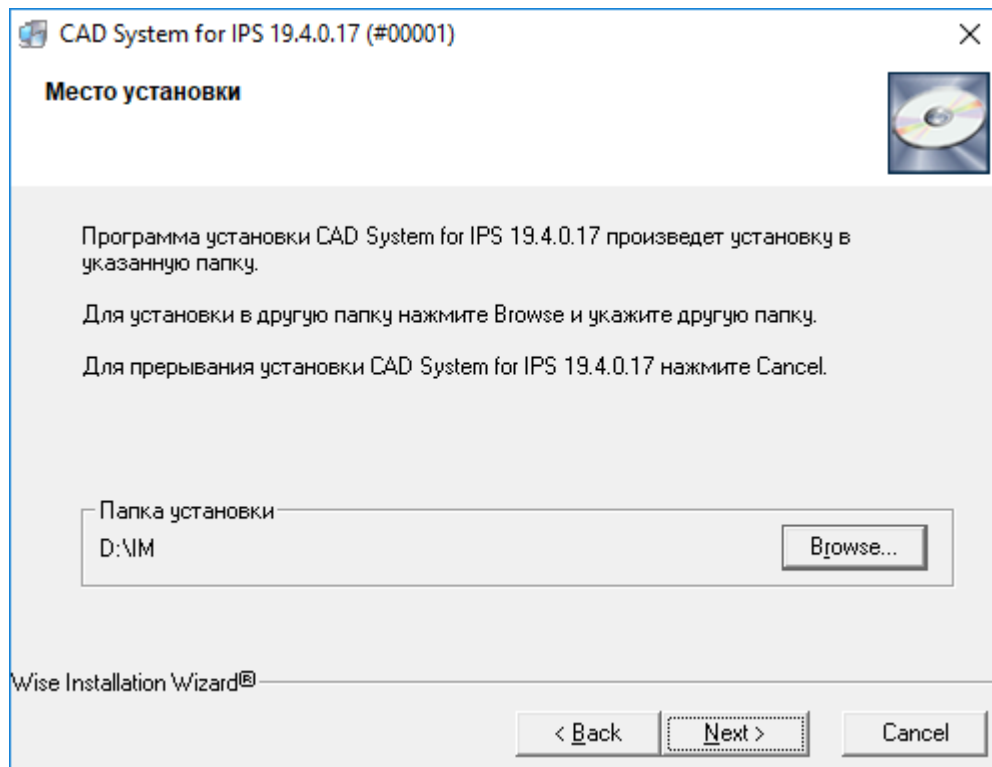 CAD System for IPS 19.4.0.17 (#00001)
Место установки
Программа установки CAD System for IPS 19.4.0.17 произведет установку в
указанную папку.
Для установки в другую папку нажмите Browse и укажите другую папку.
Для прерывания установки CAD System for IPS 19.4.0.17 нажмите Cancel.
Папка установки
D:\IM
Browse...
Wise Installation Wizard®
< Back
Next >
Cancel